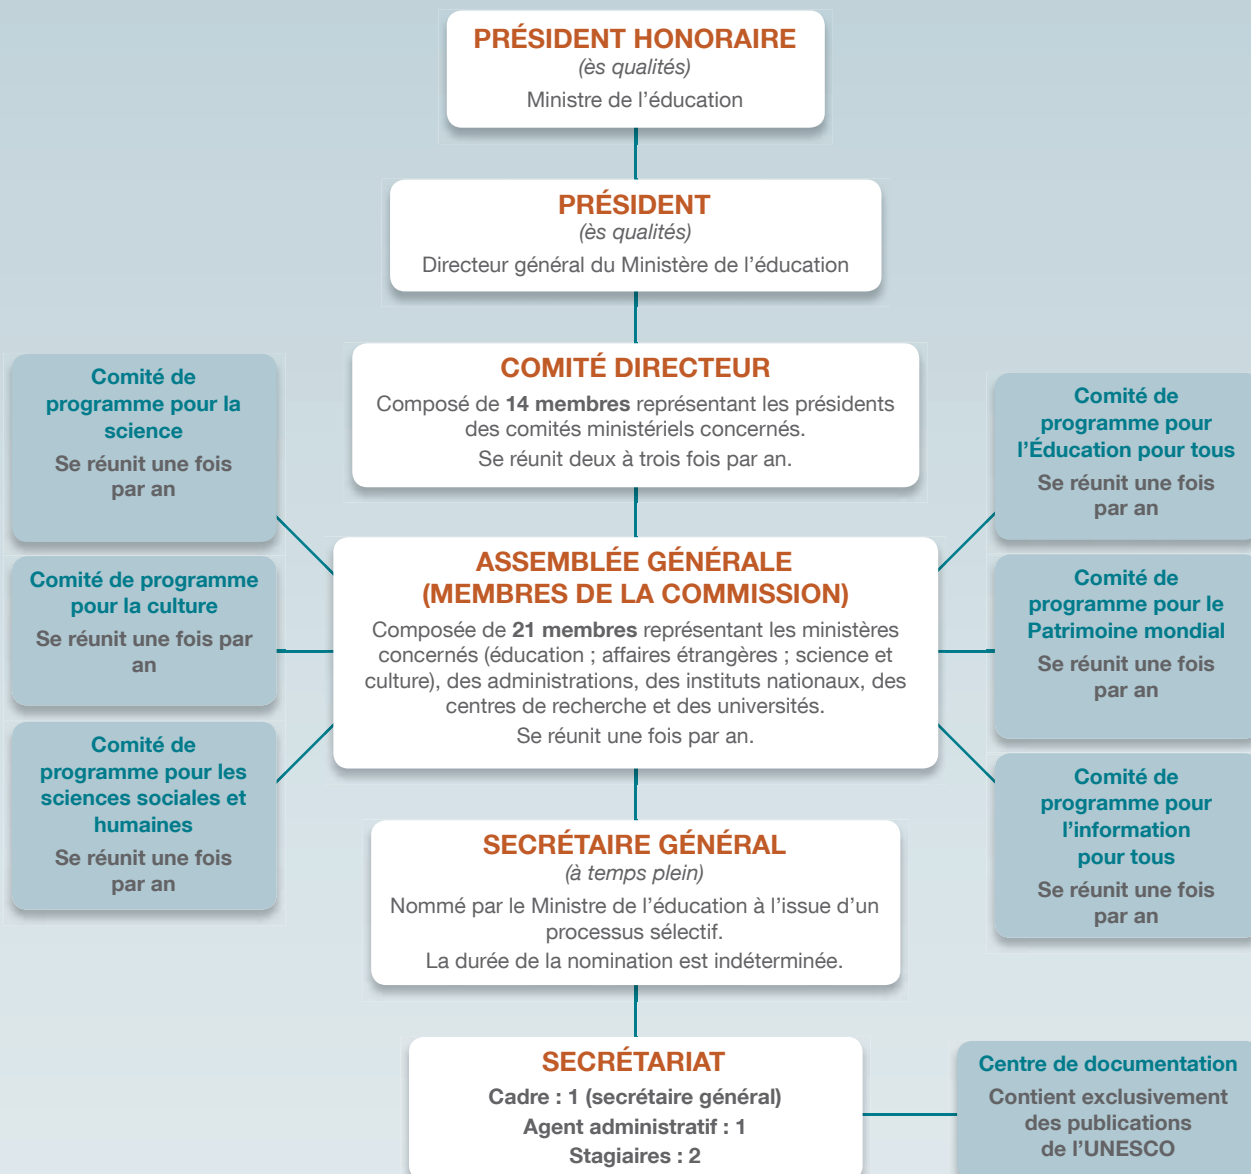 PRÉSIDENT HONORAIRE
(ès qualités)
Ministre de l’éducation
PRÉSIDENT
(ès qualités)
Directeur général du Ministère de l’éducation
COMITÉ DIRECTEUR
Composé de 14 membres représentant les présidents
des comités ministériels concernés.
Se réunit deux à trois fois par an.
Comité de
programme pour la
science
Se réunit une fois
par an
Comité de programme
pour la culture
Se réunit une fois par
an
Comité de
programme pour les
sciences sociales et
humaines
Se réunit une fois
par an
ASSEMBLÉE GÉNÉRALE
(MEMBRES DE LA COMMISSION)
Composée de 21 membres représentant les ministères
concernés (éducation ; affaires étrangères ; science et
culture), des administrations, des instituts nationaux, des
centres de recherche et des universités.
Se réunit une fois par an.
Comité de
programme pour
l’Éducation pour tous
Se réunit une fois
par an
Comité de
programme pour le
Patrimoine mondial
Se réunit une fois
par an
Comité de
programme pour
l’information
pour tous
Se réunit une fois
par an
SECRÉTAIRE GÉNÉRAL
(à temps plein)
Nommé par le Ministre de l’éducation à l’issue d’un
processus sélectif.
La durée de la nomination est indéterminée.
SECRÉTARIAT
Cadre : 1 (secrétaire général)
Agent administratif : 1
Stagiaires : 2
Centre de documentation
Contient exclusivement
des publications
de l’UNESCO